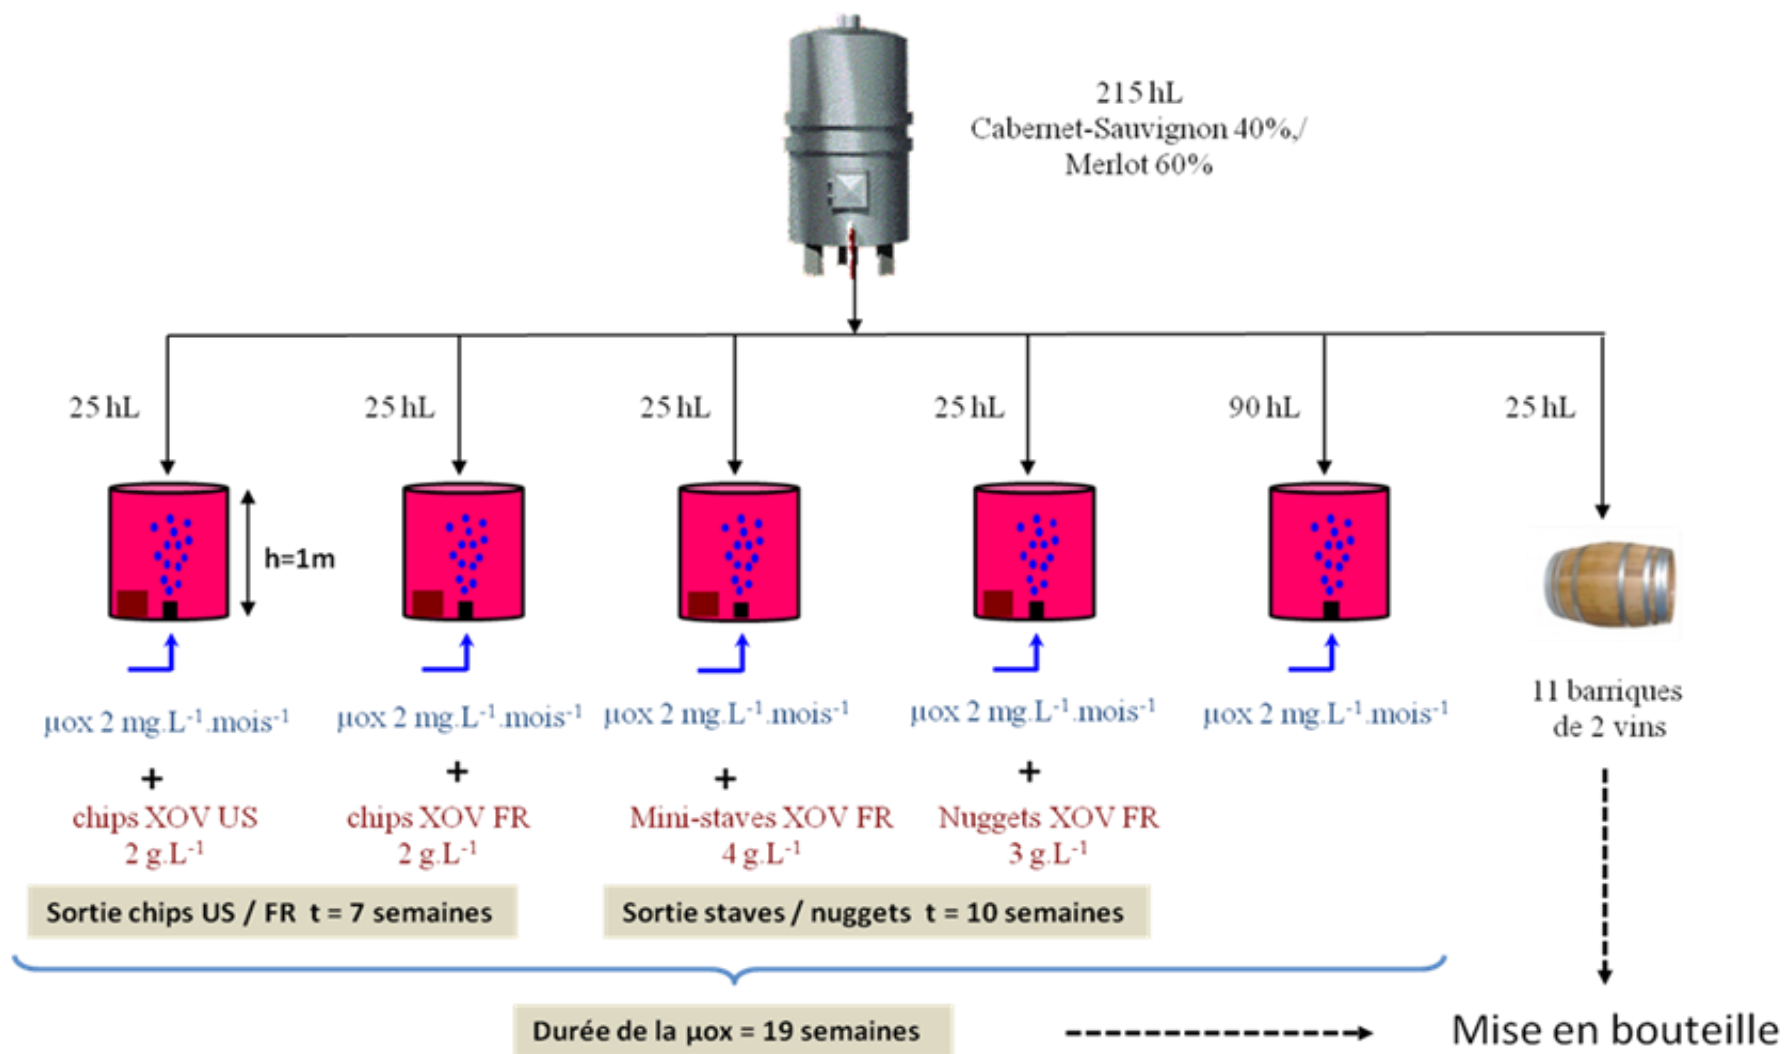 215 hL
Cabernet-Sauvignon 40%,/
Merlot 60%
25 hL
25 hL
25 hL
25 hL
90 hL
25 hL
h=1m
µox 2 mg.L⁻¹.mois⁻¹
µox 2 mg.L⁻¹.mois⁻¹
µox 2 mg.L⁻¹.mois⁻¹
µox 2 mg.L⁻¹.mois⁻¹
µox 2 mg.L⁻¹.mois⁻¹
11 barriques
de 2 vins
+
+
+
+
chips XOV US
2 g.L⁻¹
chips XOV FR
2 g.L⁻¹
Mini-staves XOV FR
4 g.L⁻¹
Nuggets XOV FR
3 g.L⁻¹
Sortie chips US / FR t = 7 semaines
Sortie staves / nuggets t = 10 semaines
Durée de la µox = 19 semaines
Mise en bouteille